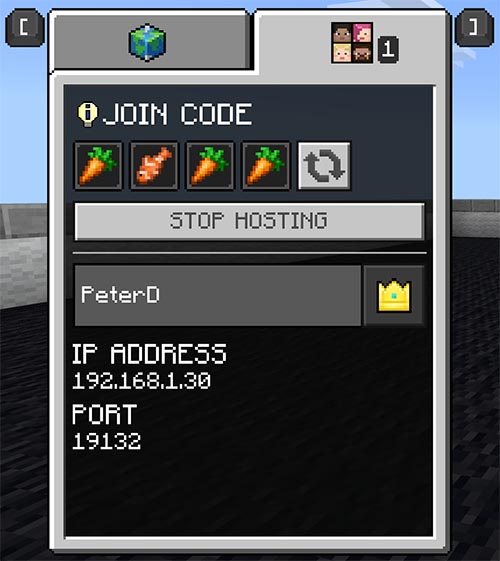 [ ]
1
JOIN CODE
STOP HOSTING
PeterD
IP ADDRESS
192.168.1.30
PORT
19132